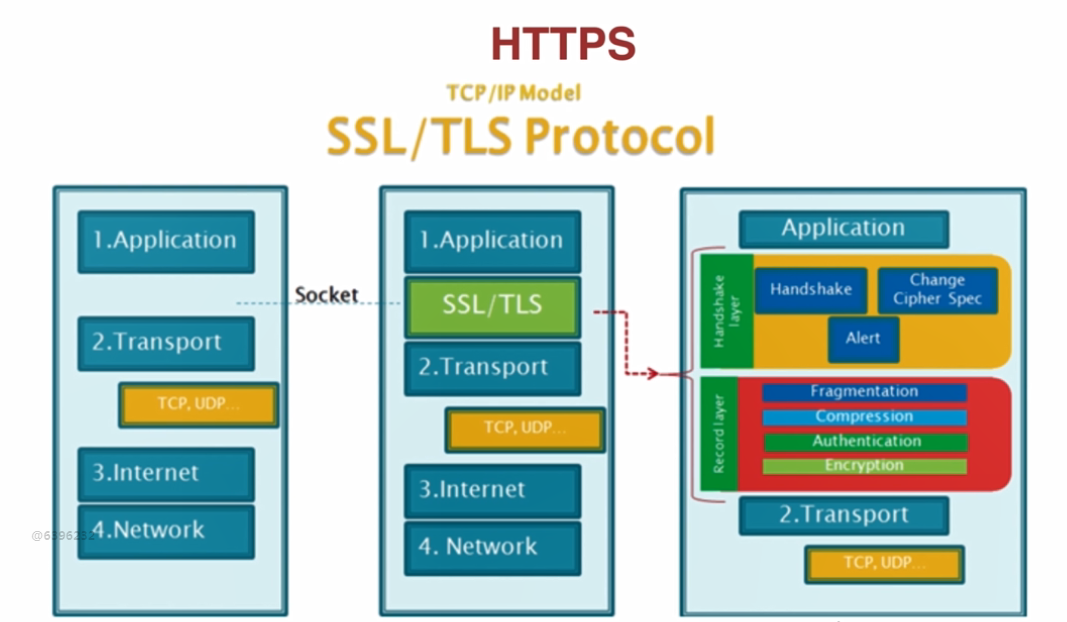 HTTPS
TCP/IP Model
SSL/TLS Protocol
1.Application
2.Transport
TCP, UDP...
3.Internet
4.Network
Socket
1.Application
SSL/TLS
2.Transport
TCP, UDP...
3.Internet
4. Network
Application
Handshake
layer
Handshake
Change
Cipher Spec
Alert
Record layer
Fragmentation
Compression
Authentication
Encryption
2.Transport
TCP, UDP...